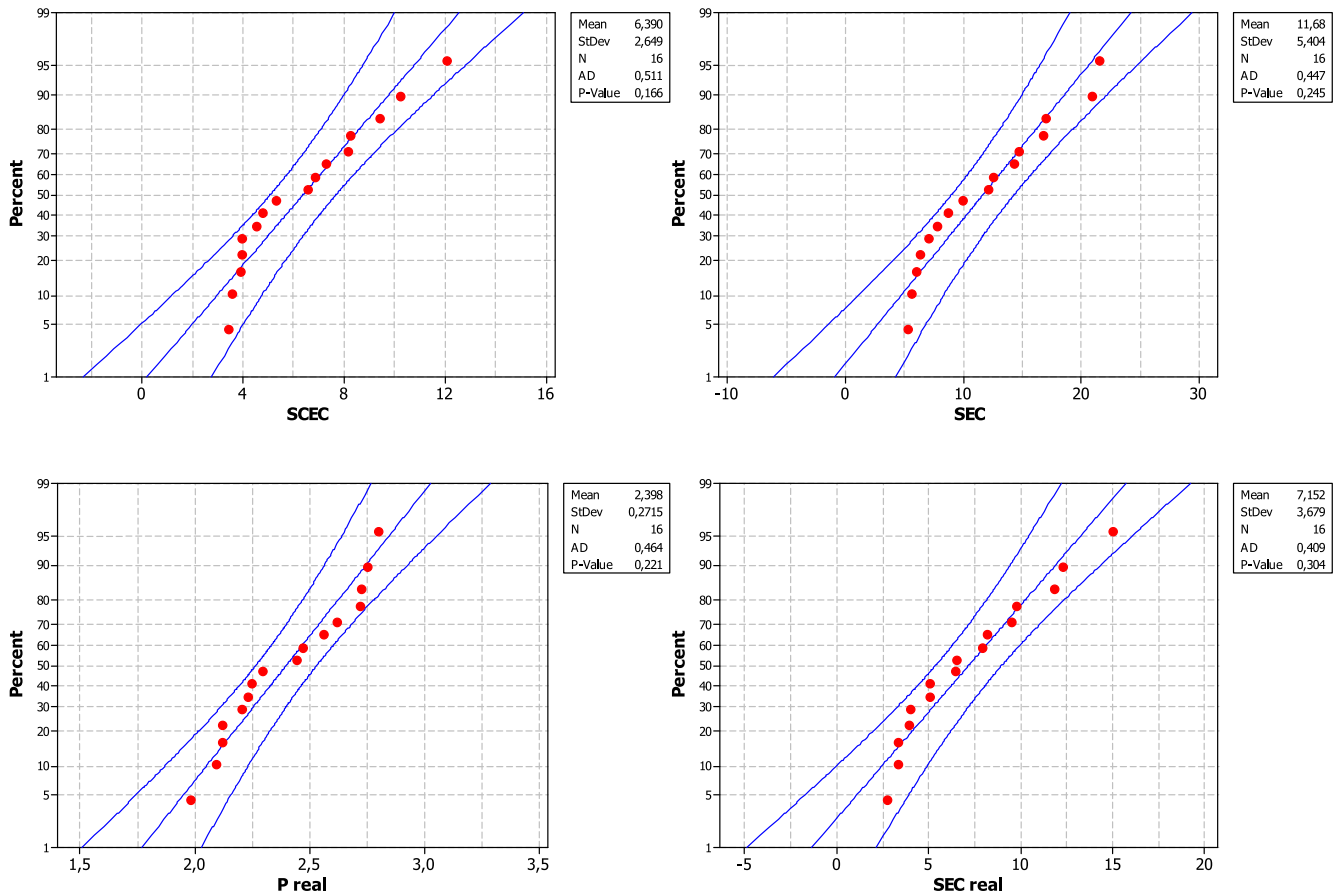 Mean 6,390
StDev 2,649
N 16
AD 0,511
P-Value 0,166
99
95
90
80
70
60
50
40
30
20
10
5
1
Percent
0 4 8 12 16
SCEC
Mean 11,68
StDev 5,404
N 16
AD 0,447
P-Value 0,245
99
95
90
80
70
60
50
40
30
20
10
5
1
Percent
-10 0 10 20 30
SEC
Mean 2,398
StDev 0,2715
N 16
AD 0,464
P-Value 0,221
99
95
90
80
70
60
50
40
30
20
10
5
1
Percent
1,5 2,0 2,5 3,0 3,5
P real
Mean 7,152
StDev 3,679
N 16
AD 0,409
P-Value 0,304
99
95
90
80
70
60
50
40
30
20
10
5
1
Percent
-5 0 5 10 15 20
SEC real